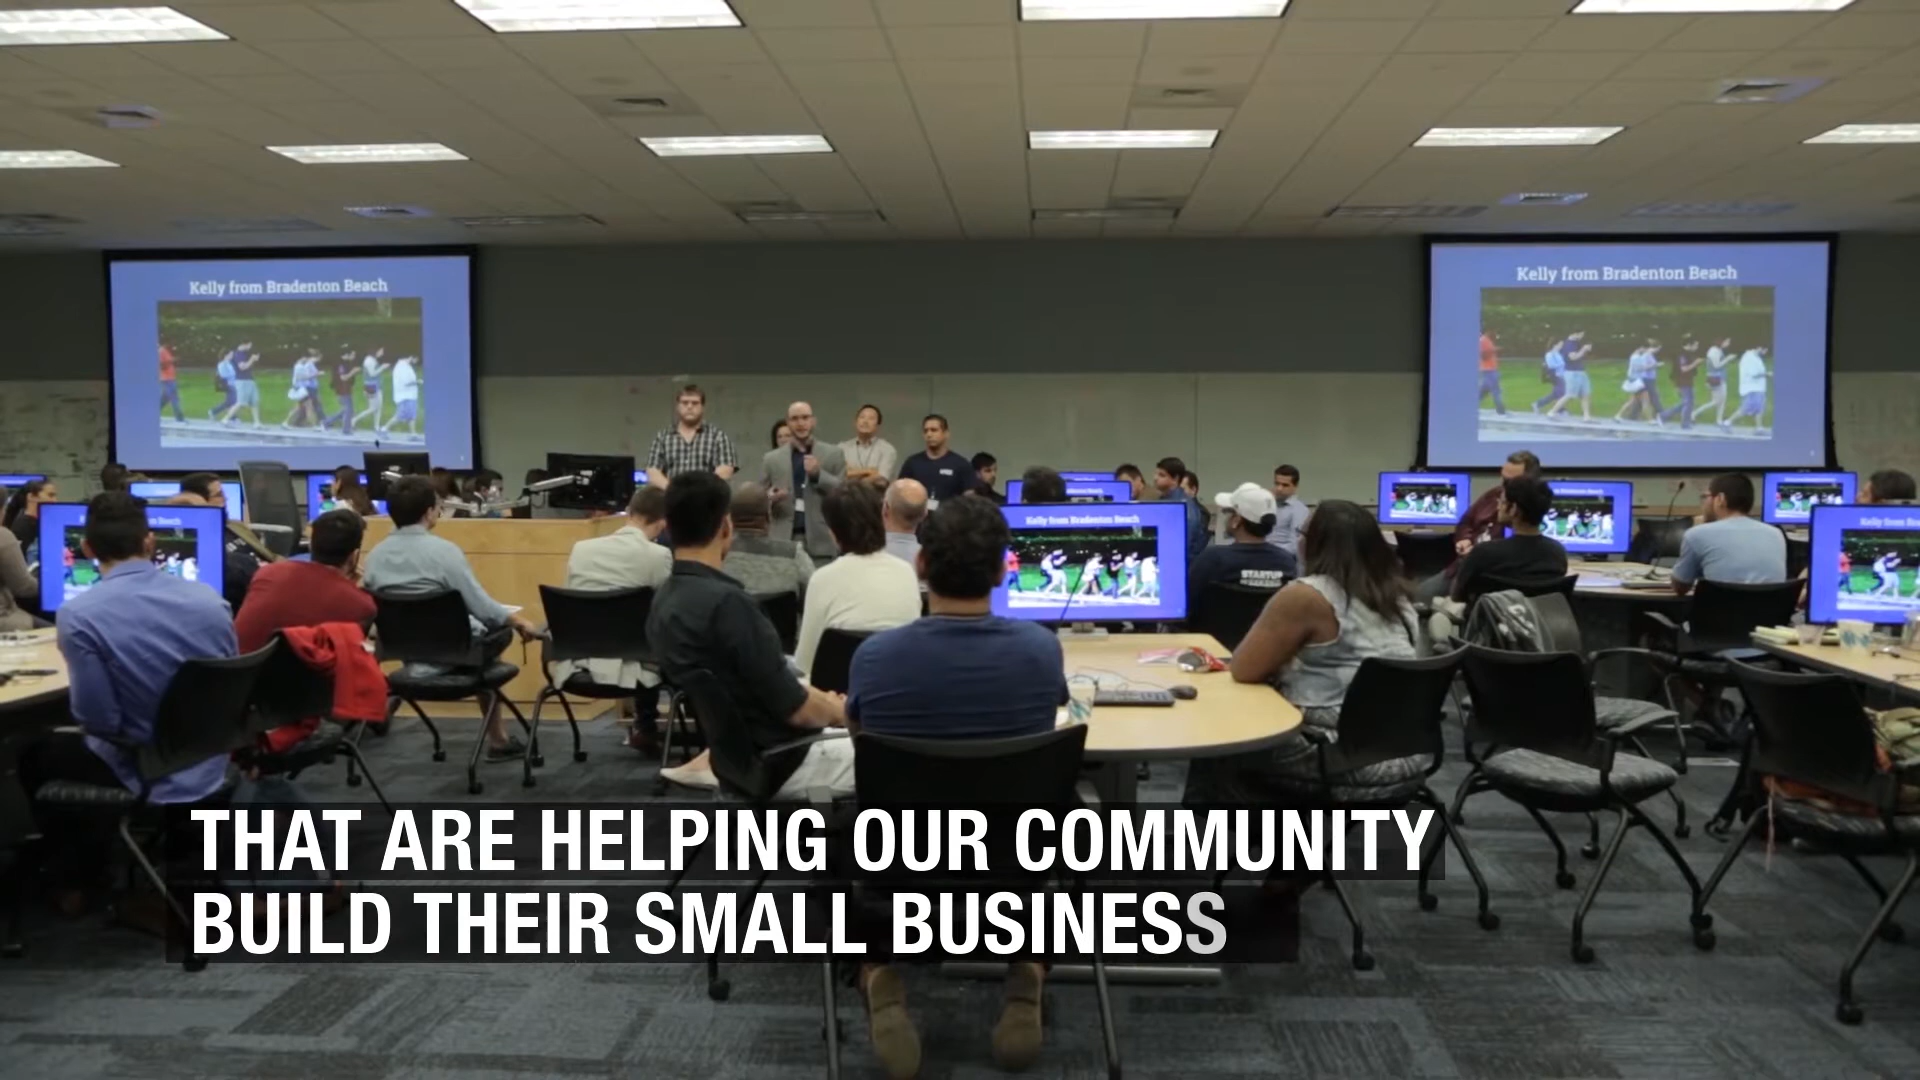 Kelly from Bradenton Beach
Kelly from Bradenton Beach
Kelly from Bradenton Beach
STARTUP
THAT ARE HELPING OUR COMMUNITY
BUILD THEIR SMALL BUSINESS